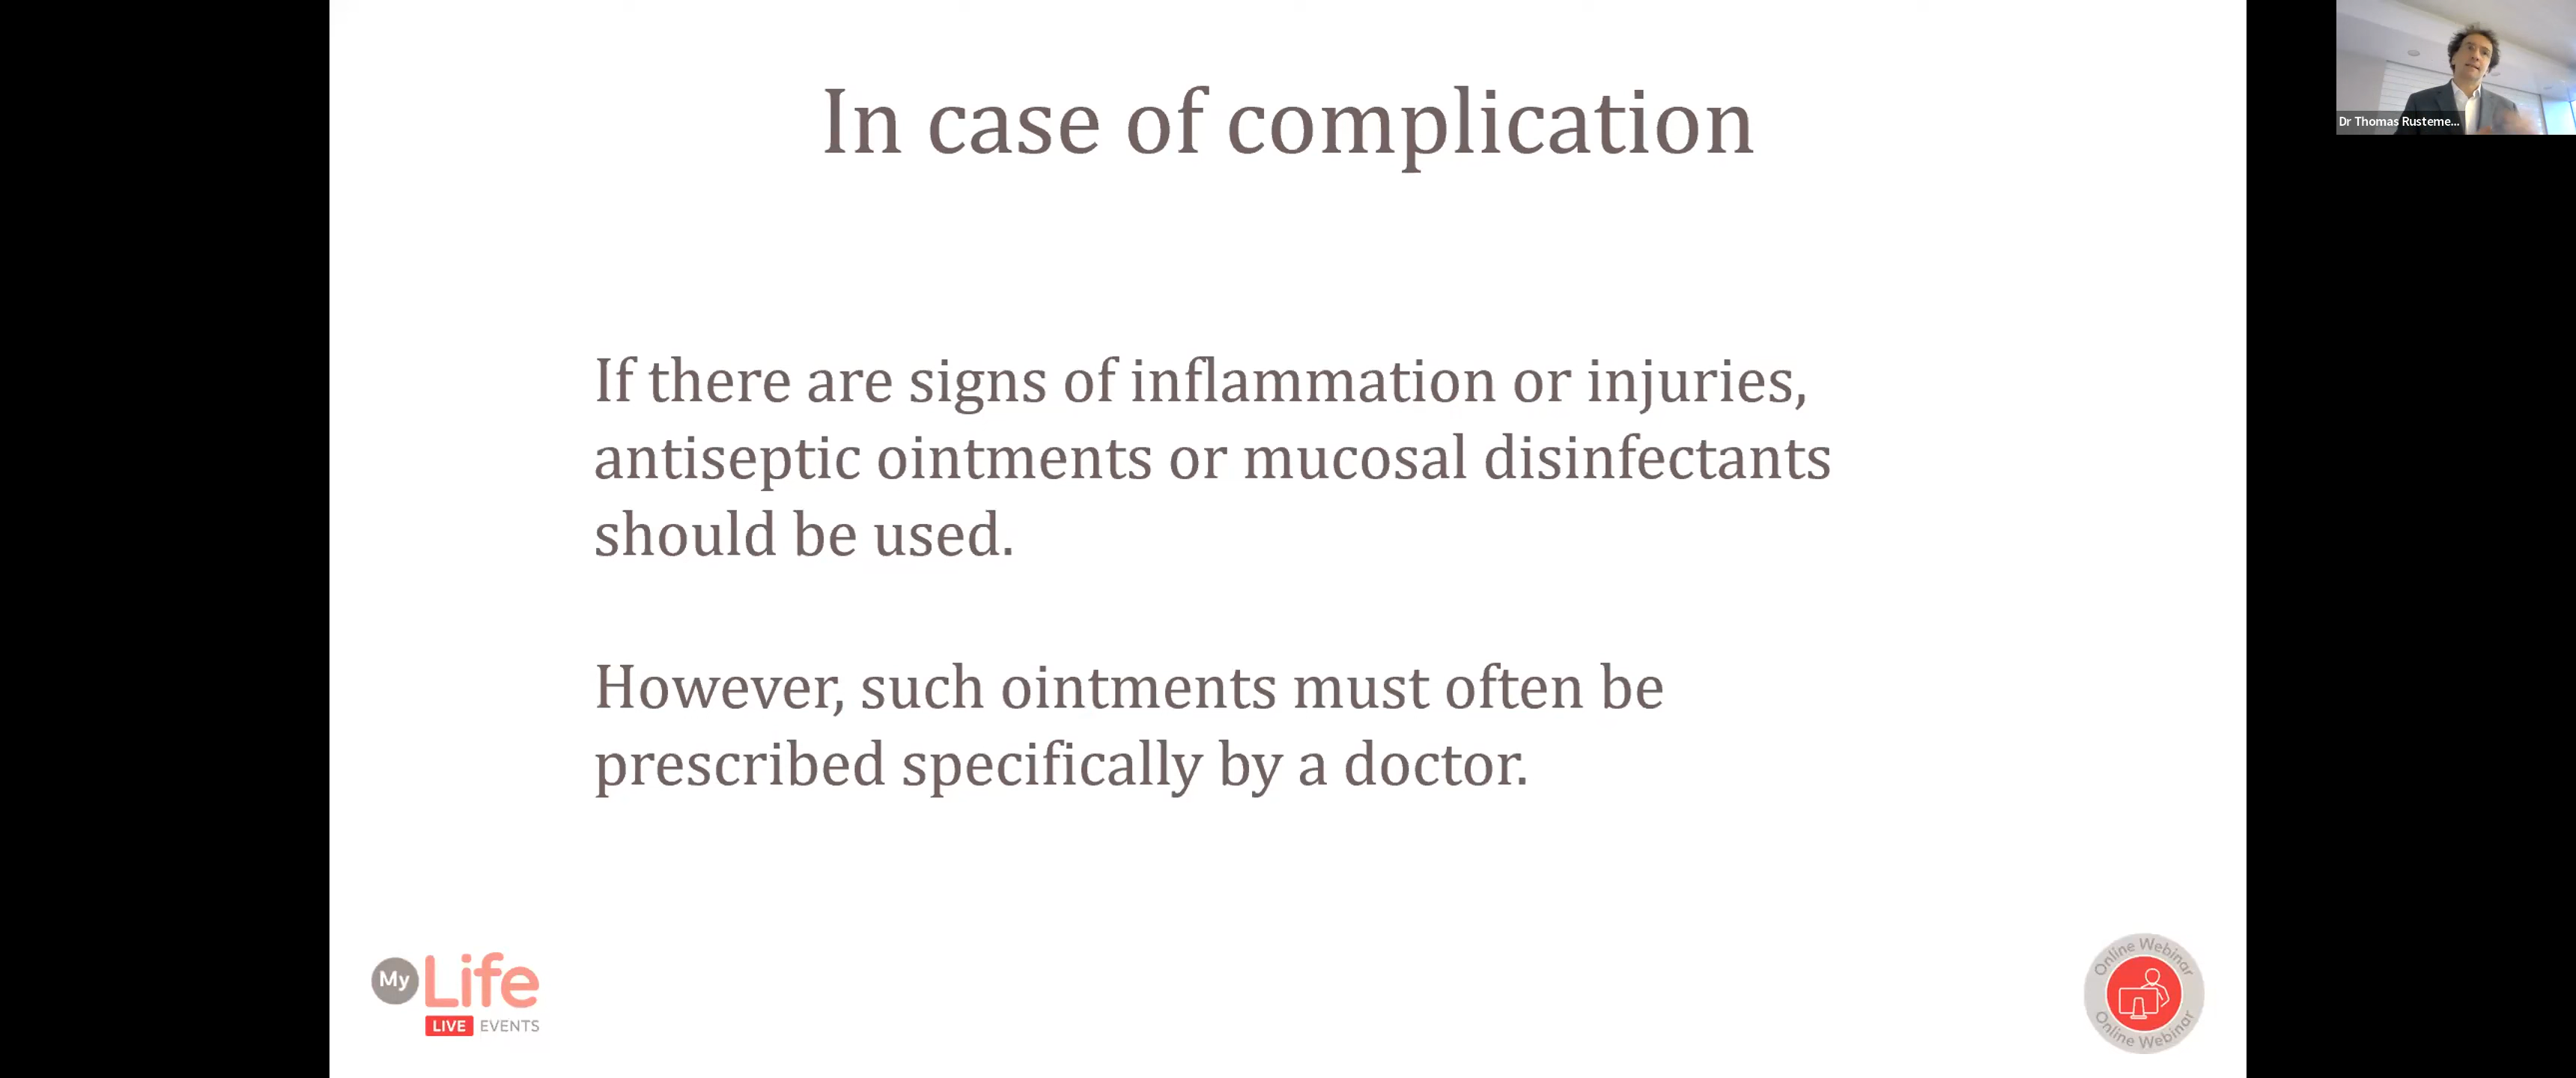 In case of complication
Dr Thomas Rusteme...
If there are signs of inflammation or injuries,
antiseptic ointments or mucosal disinfectants
should be used.
However, such ointments must often be
prescribed specifically by a doctor.
My Life
LIVE EVENTS
Online Webinar
Online Webinar